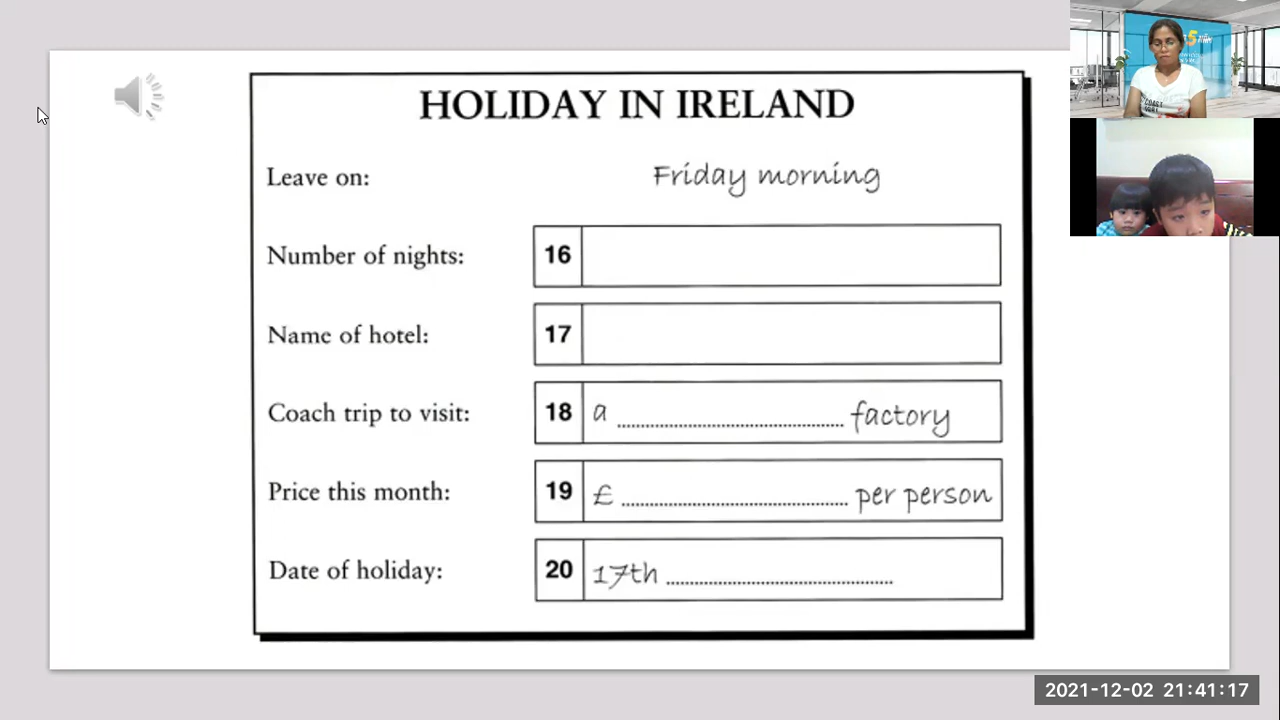 HOLIDAY IN IRELAND
Leave on: Friday morning
Number of nights: 16
Name of hotel: 17
Coach trip to visit: 18 a ........................................ factory
Price this month: 19 £ ........................................ per person
Date of holiday: 20 17th ........................................
5
COAST
2021-12-02 21:41:17